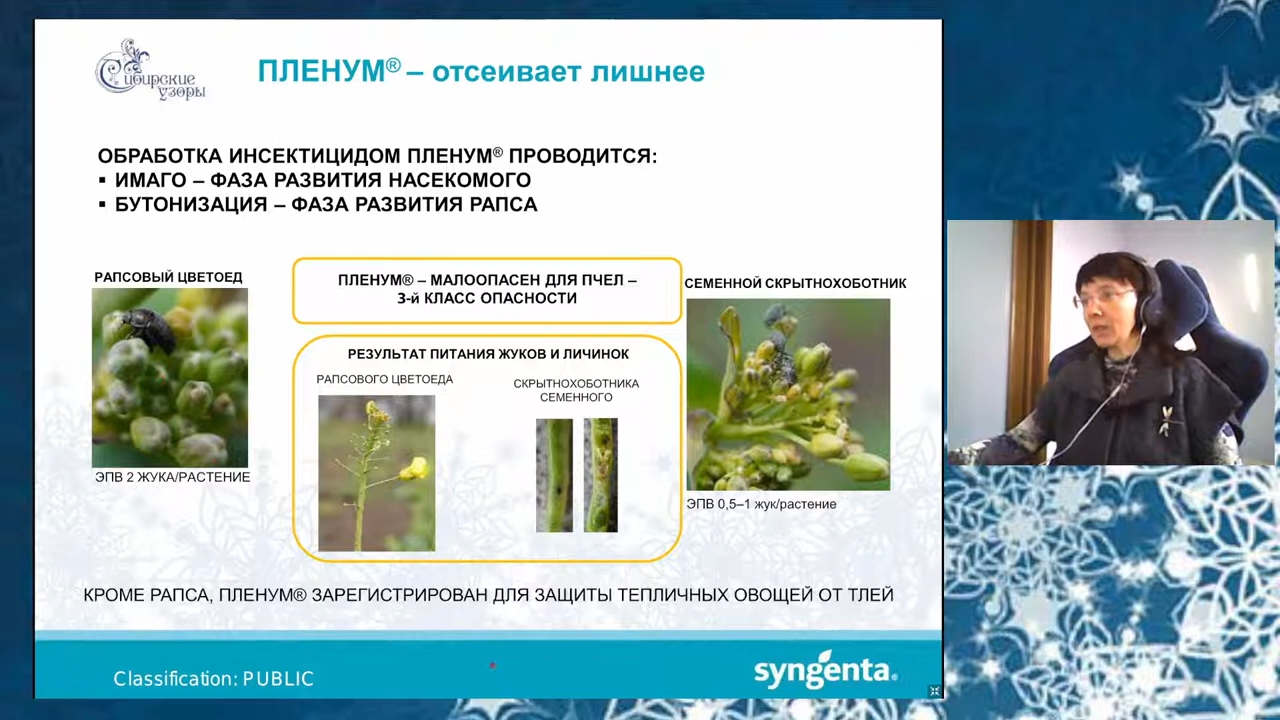 Сибирские
узоры
ПЛЕНУМ® – отсеивает лишнее
ОБРАБОТКА ИНСЕКТИЦИДОМ ПЛЕНУМ® ПРОВОДИТСЯ:
▪ ИМАГО – ФАЗА РАЗВИТИЯ НАСЕКОМОГО
▪ БУТОНИЗАЦИЯ – ФАЗА РАЗВИТИЯ РАПСА
РАПСОВЫЙ ЦВЕТОЕД
ЭПВ 2 ЖУКА/РАСТЕНИЕ
ПЛЕНУМ® – МАЛООПАСЕН ДЛЯ ПЧЕЛ –
3-й КЛАСС ОПАСНОСТИ
РЕЗУЛЬТАТ ПИТАНИЯ ЖУКОВ И ЛИЧИНОК
РАПСОВОГО ЦВЕТОЕДА
СКРЫТНОХОБОТНИКА
СЕМЕННОГО
СЕМЕННОЙ СКРЫТНОХОБОТНИК
ЭПВ 0,5–1 жук/растение
КРОМЕ РАПСА, ПЛЕНУМ® ЗАРЕГИСТРИРОВАН ДЛЯ ЗАЩИТЫ ТЕПЛИЧНЫХ ОВОЩЕЙ ОТ ТЛЕЙ
Classification: PUBLIC
syngenta®